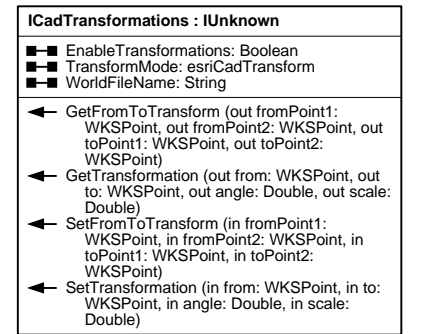 ICadTransformations : IUnknown
EnableTransformations: Boolean
TransformMode: esriCadTransform
WorldFileName: String
GetFromToTransform (out fromPoint1:
WKSPoint, out fromPoint2: WKSPoint, out
toPoint1: WKSPoint, out toPoint2:
WKSPoint)
GetTransformation (out from: WKSPoint, out
to: WKSPoint, out angle: Double, out scale:
Double)
SetFromToTransform (in fromPoint1:
WKSPoint, in fromPoint2: WKSPoint, in
toPoint1: WKSPoint, in toPoint2:
WKSPoint)
SetTransformation (in from: WKSPoint, in to:
WKSPoint, in angle: Double, in scale:
Double)